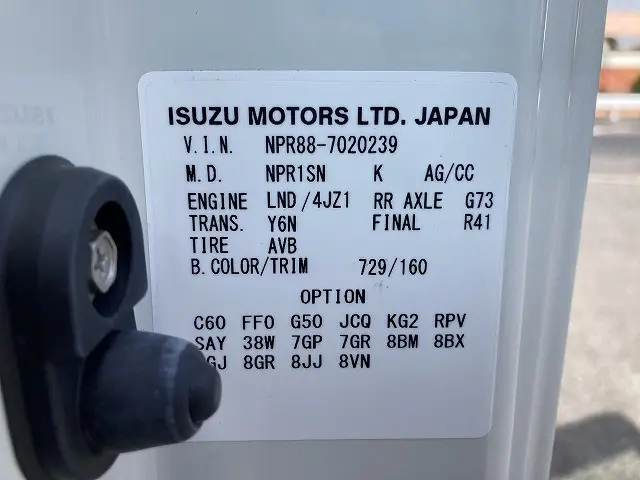 ISUZU MOTORS LTD. JAPAN
V.I.N. NPR88-7020239
M.D. NPR1SN K AG/CC
ENGINE LND/4JZ1 RR AXLE G73
TRANS. Y6N FINAL R41
TIRE AVB
B.COLOR/TRIM 729/160
OPTION
C60 FF0 G50 JCQ KG2 RPV
SAY 38W 7GP 7GR 8BM 8BX
8GR 8JJ 8VN